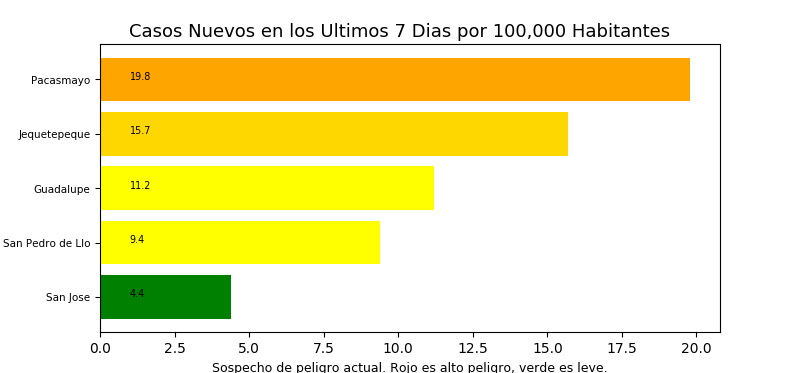 Casos Nuevos en los Ultimos 7 Dias por 100,000 Habitantes
Pacasmayo 19.8
Jequetepeque 15.7
Guadalupe 11.2
San Pedro de Llo 9.4
San Jose 4.4
0.0 2.5 5.0 7.5 10.0 12.5 15.0 17.5 20.0
Sospecho de peligro actual. Rojo es alto peligro, verde es leve.